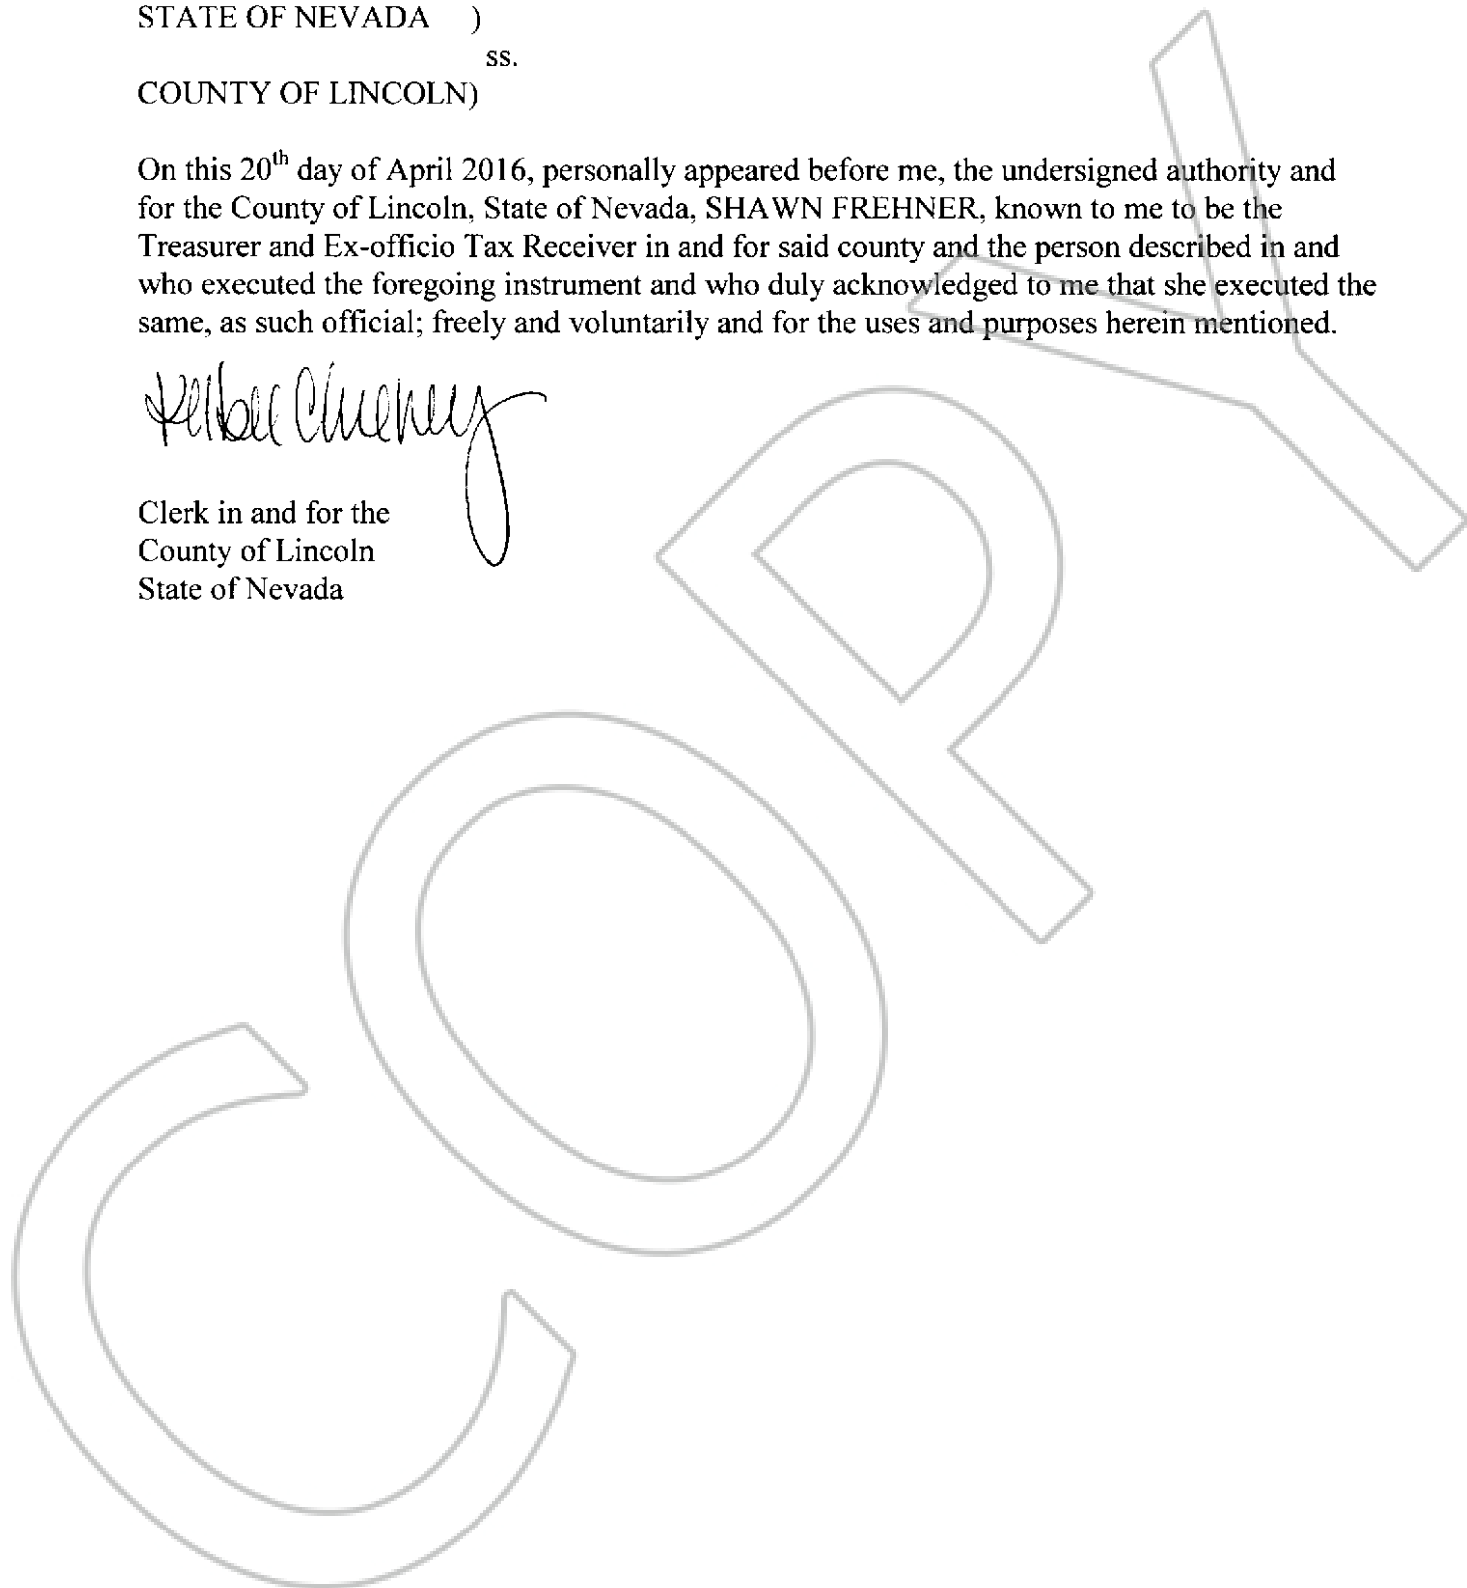 STATE OF NEVADA )
ss.
COUNTY OF LINCOLN)
On this 20th day of April 2016, personally appeared before me, the undersigned authority and
for the County of Lincoln, State of Nevada, SHAWN FREHNER, known to me to be the
Treasurer and Ex-officio Tax Receiver in and for said county and the person described in and
who executed the foregoing instrument and who duly acknowledged to me that she executed the
same, as such official; freely and voluntarily and for the uses and purposes herein mentioned.
Clerk in and for the
County of Lincoln
State of Nevada
COPY